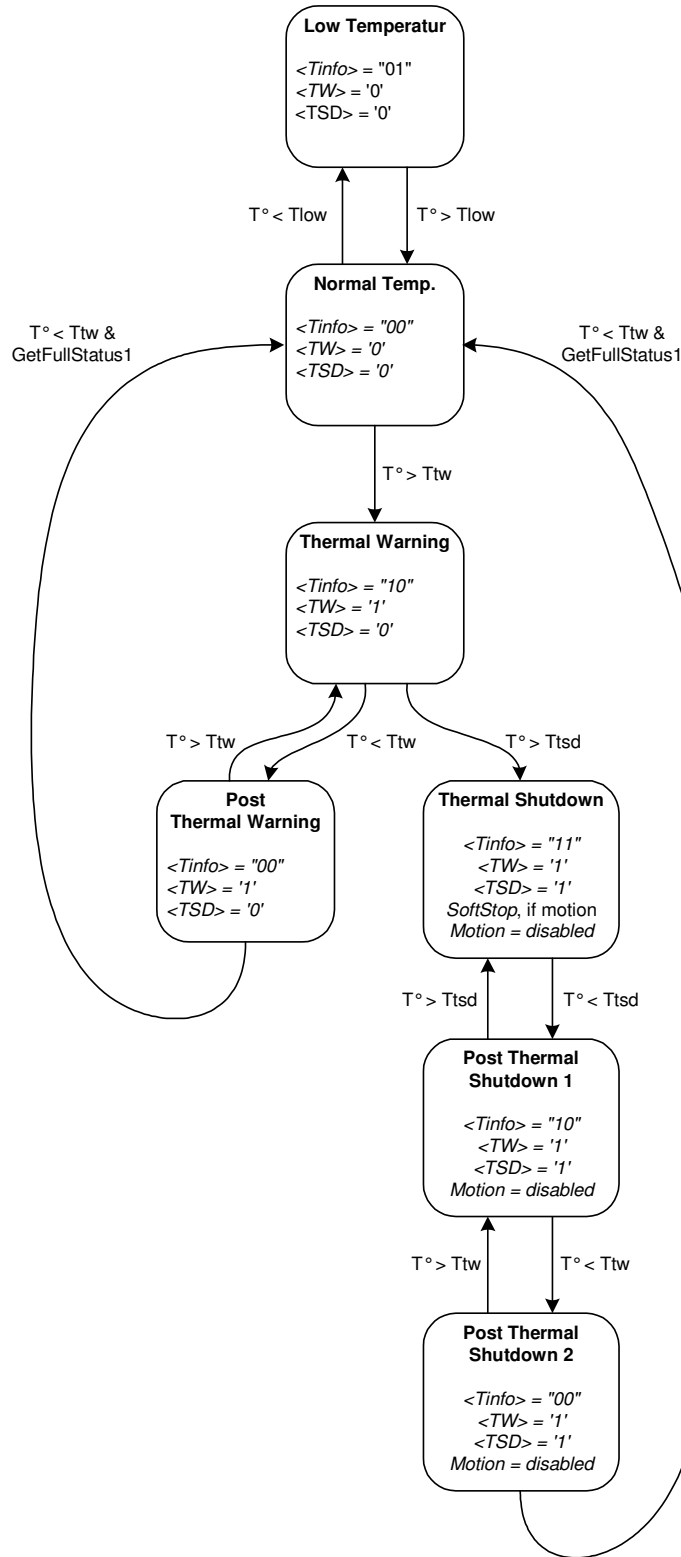 Low Temperatur
<Tinfo> = "01"
<TW> = '0'
<TSD> = '0'
T° < Tlow
T° > Tlow
Normal Temp.
<Tinfo> = "00"
<TW> = '0'
<TSD> = '0'
T° < Ttw &
GetFullStatus1
T° < Ttw &
GetFullStatus1
T° > Ttw
Thermal Warning
<Tinfo> = "10"
<TW> = '1'
<TSD> = '0'
T° > Ttw
T° < Ttw
T° > Ttsd
Post
Thermal Warning
<Tinfo> = "00"
<TW> = '1'
<TSD> = '0'
Thermal Shutdown
<Tinfo> = "11"
<TW> = '1'
<TSD> = '1'
SoftStop, if motion
Motion = disabled
T° > Ttsd
T° < Ttsd
Post Thermal
Shutdown 1
<Tinfo> = "10"
<TW> = '1'
<TSD> = '1'
Motion = disabled
T° > Ttw
T° < Ttw
Post Thermal
Shutdown 2
<Tinfo> = "00"
<TW> = '1'
<TSD> = '1'
Motion = disabled